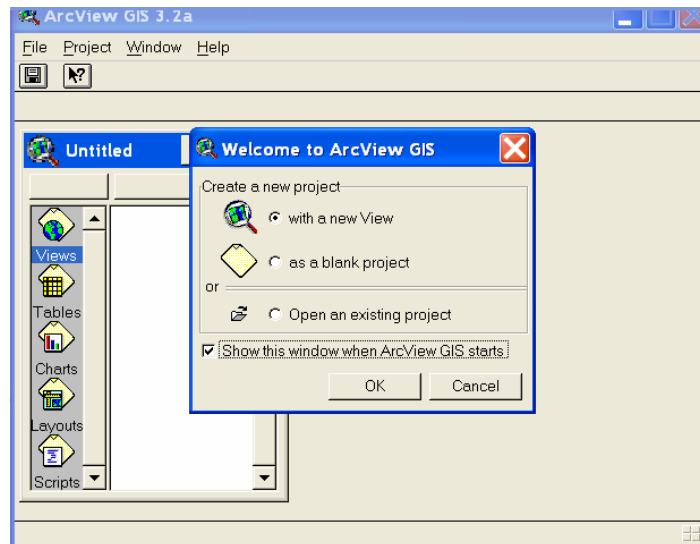 ArcView GIS 3.2a
File Project Window Help
Untitled
Welcome to ArcView GIS
Create a new project
with a new View
as a blank project
or
Open an existing project
Show this window when ArcView GIS starts
OK Cancel
Views
Tables
Charts
Layouts
Scripts